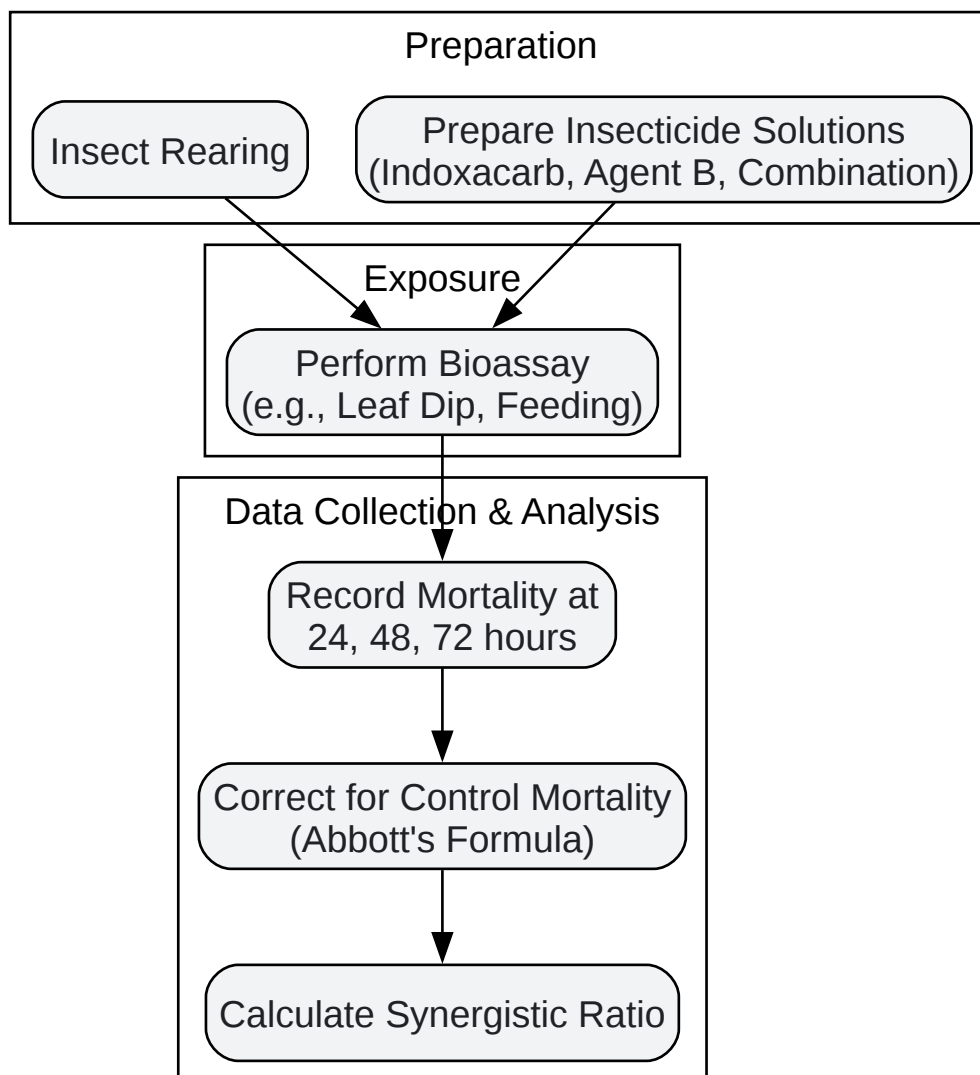 Preparation
Insect Rearing
Prepare Insecticide Solutions
(Indoxacarb, Agent B, Combination)
Exposure
Perform Bioassay
(e.g., Leaf Dip, Feeding)
Data Collection & Analysis
Record Mortality at
24, 48, 72 hours
Correct for Control Mortality
(Abbott's Formula)
Calculate Synergistic Ratio